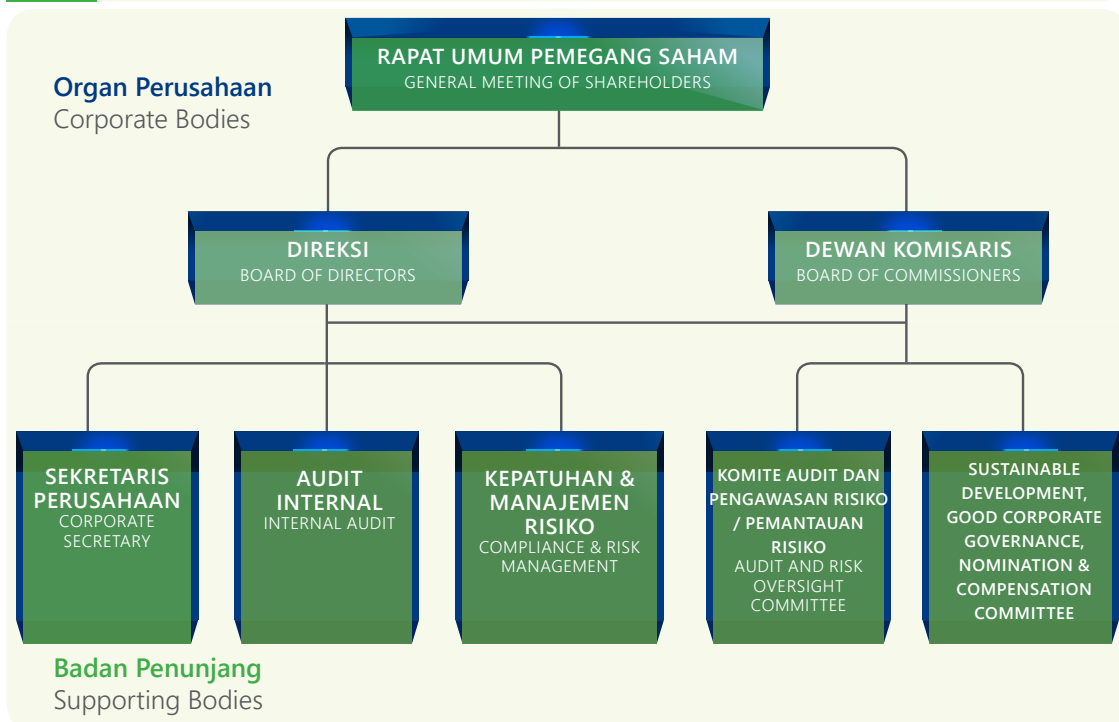 RAPAT UMUM PEMEGANG SAHAM
GENERAL MEETING OF SHAREHOLDERS
Organ Perusahaan
Corporate Bodies
DIREKSI
BOARD OF DIRECTORS
DEWAN KOMISARIS
BOARD OF COMMISSIONERS
SEKRETARIS
PERUSAHAAN
CORPORATE
SECRETARY
AUDIT
INTERNAL
INTERNAL AUDIT
KEPATUHAN &
MANAJEMEN
RISIKO
COMPLIANCE & RISK
MANAGEMENT
KOMITE AUDIT DAN
PENGAWASAN RISIKO
/ PEMANTAUAN
RISIKO
AUDIT AND RISK
OVERSIGHT
COMMITTEE
SUSTAINABLE
DEVELOPMENT,
GOOD CORPORATE
GOVERNANCE,
NOMINATION &
COMPENSATION
COMMITTEE
Badan Penunjang
Supporting Bodies